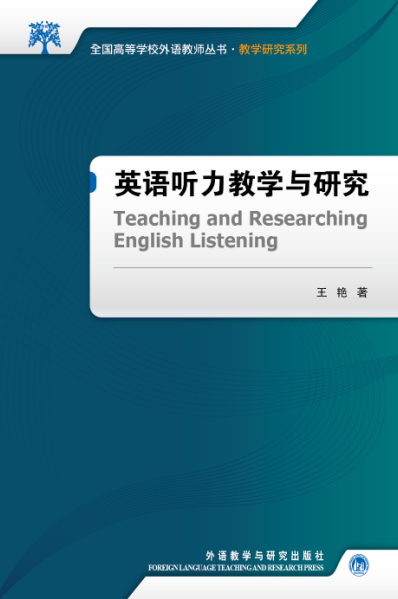 全国高等学校外语教师丛书·教学研究系列
英语听力教学与研究
Teaching and Researching
English Listening
王 艳 著
外语教学与研究出版社
FOREIGN LANGUAGE TEACHING AND RESEARCH PRESS